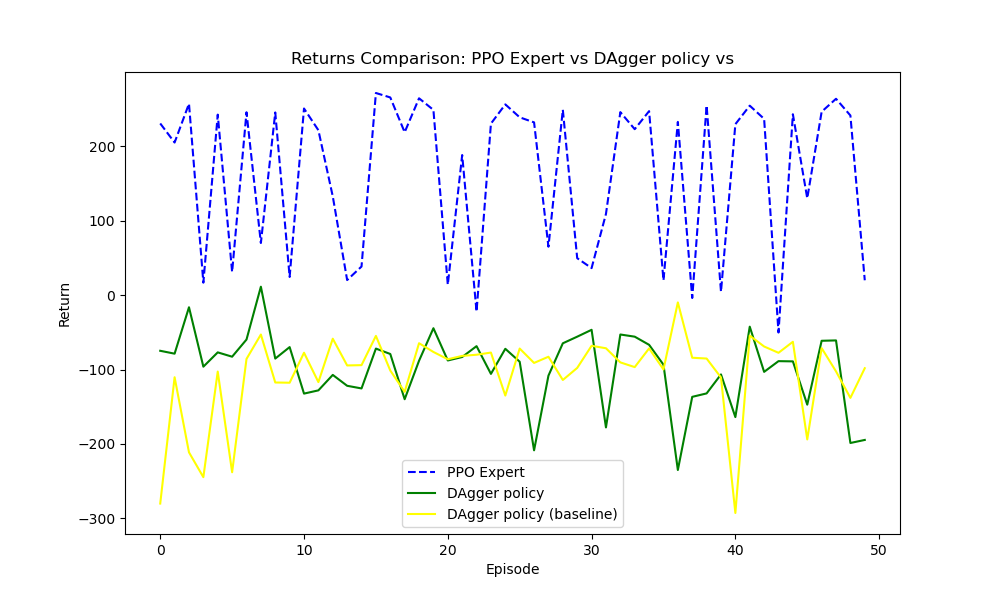 Returns Comparison: PPO Expert vs DAgger policy vs
200
100
0
−100
−200
−300
Return
PPO Expert
DAgger policy
DAgger policy (baseline)
0 10 20 30 40 50
Episode